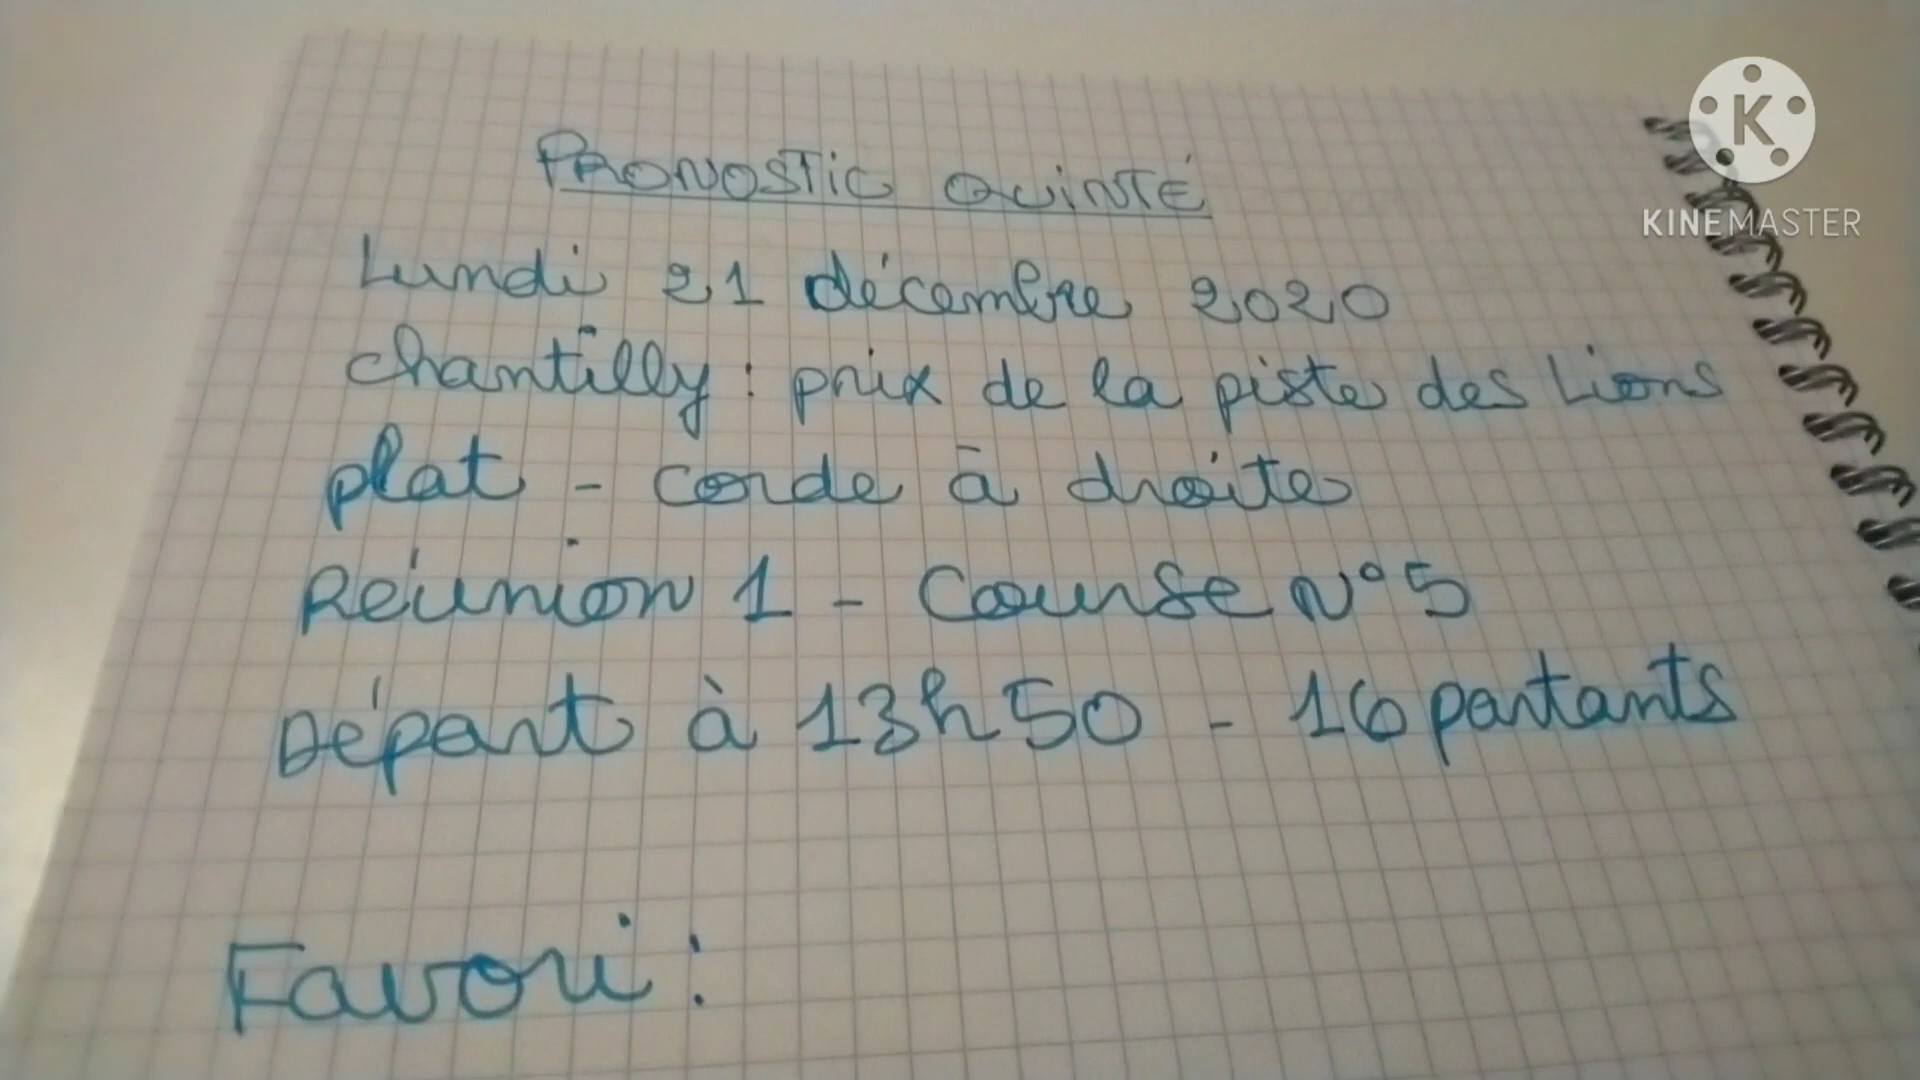 PRONOSTIC QUINTÉ
Lundi 21 décembre 2020
chantilly : prix de la piste des Lions
plat - corde à droite
Réunion 1 - Course N°5
Départ à 13h50 - 16 partants
Favori :
K
KINEMASTER